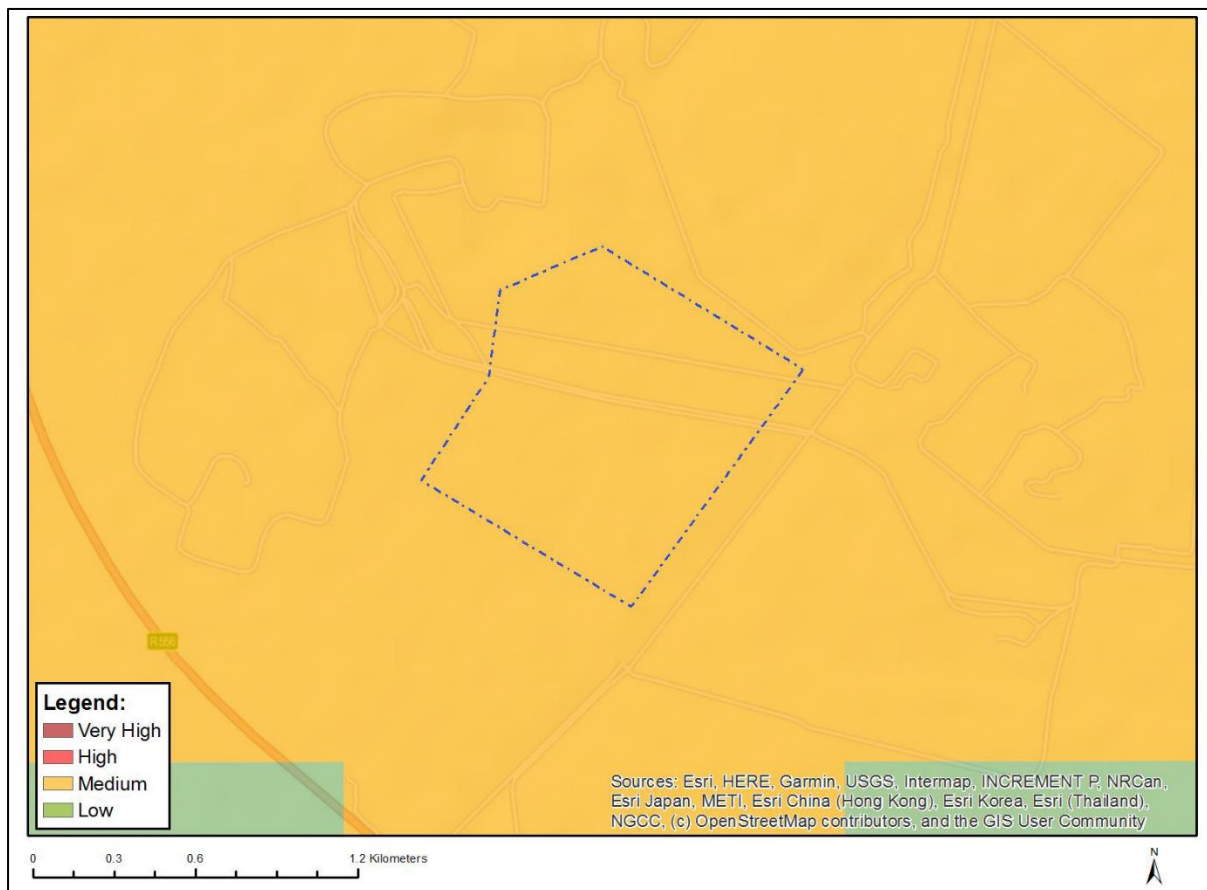 R.556
Legend:
Very High
High
Medium
Low
Sources: Esri, HERE, Garmin, USGS, Intermap, INCREMENT P, NRCan,
Esri Japan, METI, Esri China (Hong Kong), Esri Korea, Esri (Thailand),
NGCC, (c) OpenStreetMap contributors, and the GIS User Community
0 0.3 0.6 1.2 Kilometers
N